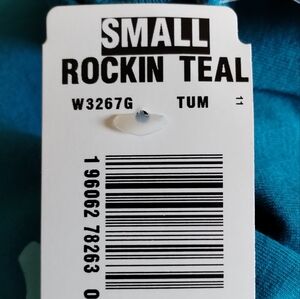 SMALL
ROCKIN TEAL
W3267G TUM 11
1 96062 78263 0